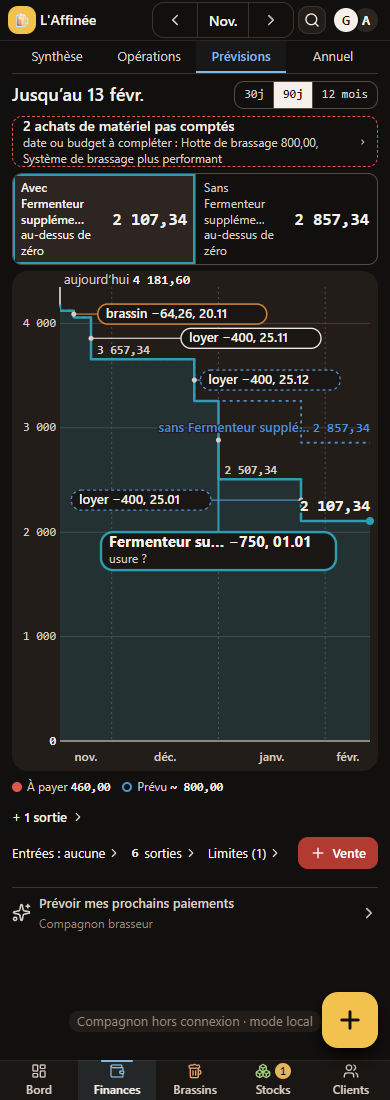 L'Affinée
Nov.
G A
Synthèse Opérations Prévisions Annuel
Jusqu'au 13 févr.
30j 90j 12 mois
2 achats de matériel pas comptés
date ou budget à compléter : Hotte de brassage 800,00,
Système de brassage plus performant
Avec
Fermenteur
suppléme...
au-dessus de
zéro
2 107,34
Sans
Fermenteur
suppléme...
au-dessus de
zéro
2 857,34
aujourd'hui 4 181,60
brassin −64,26, 20.11
4 000
loyer −400, 25.11
3 657,34
loyer −400, 25.12
3 000
sans Fermenteur supplé... 2 857,34
2 507,34
loyer −400, 25.01
2 107,34
2 000
Fermenteur su... −750, 01.01
usure ?
1 000
0
nov. déc. janv. févr.
À payer 460,00 Prévu ~ 800,00
+ 1 sortie
Entrées : aucune 6 sorties Limites (1) + Vente
Prévoir mes prochains paiements
Compagnon brasseur
Compagnon hors connexion · mode local
+
1
Bord Finances Brassins Stocks Clients